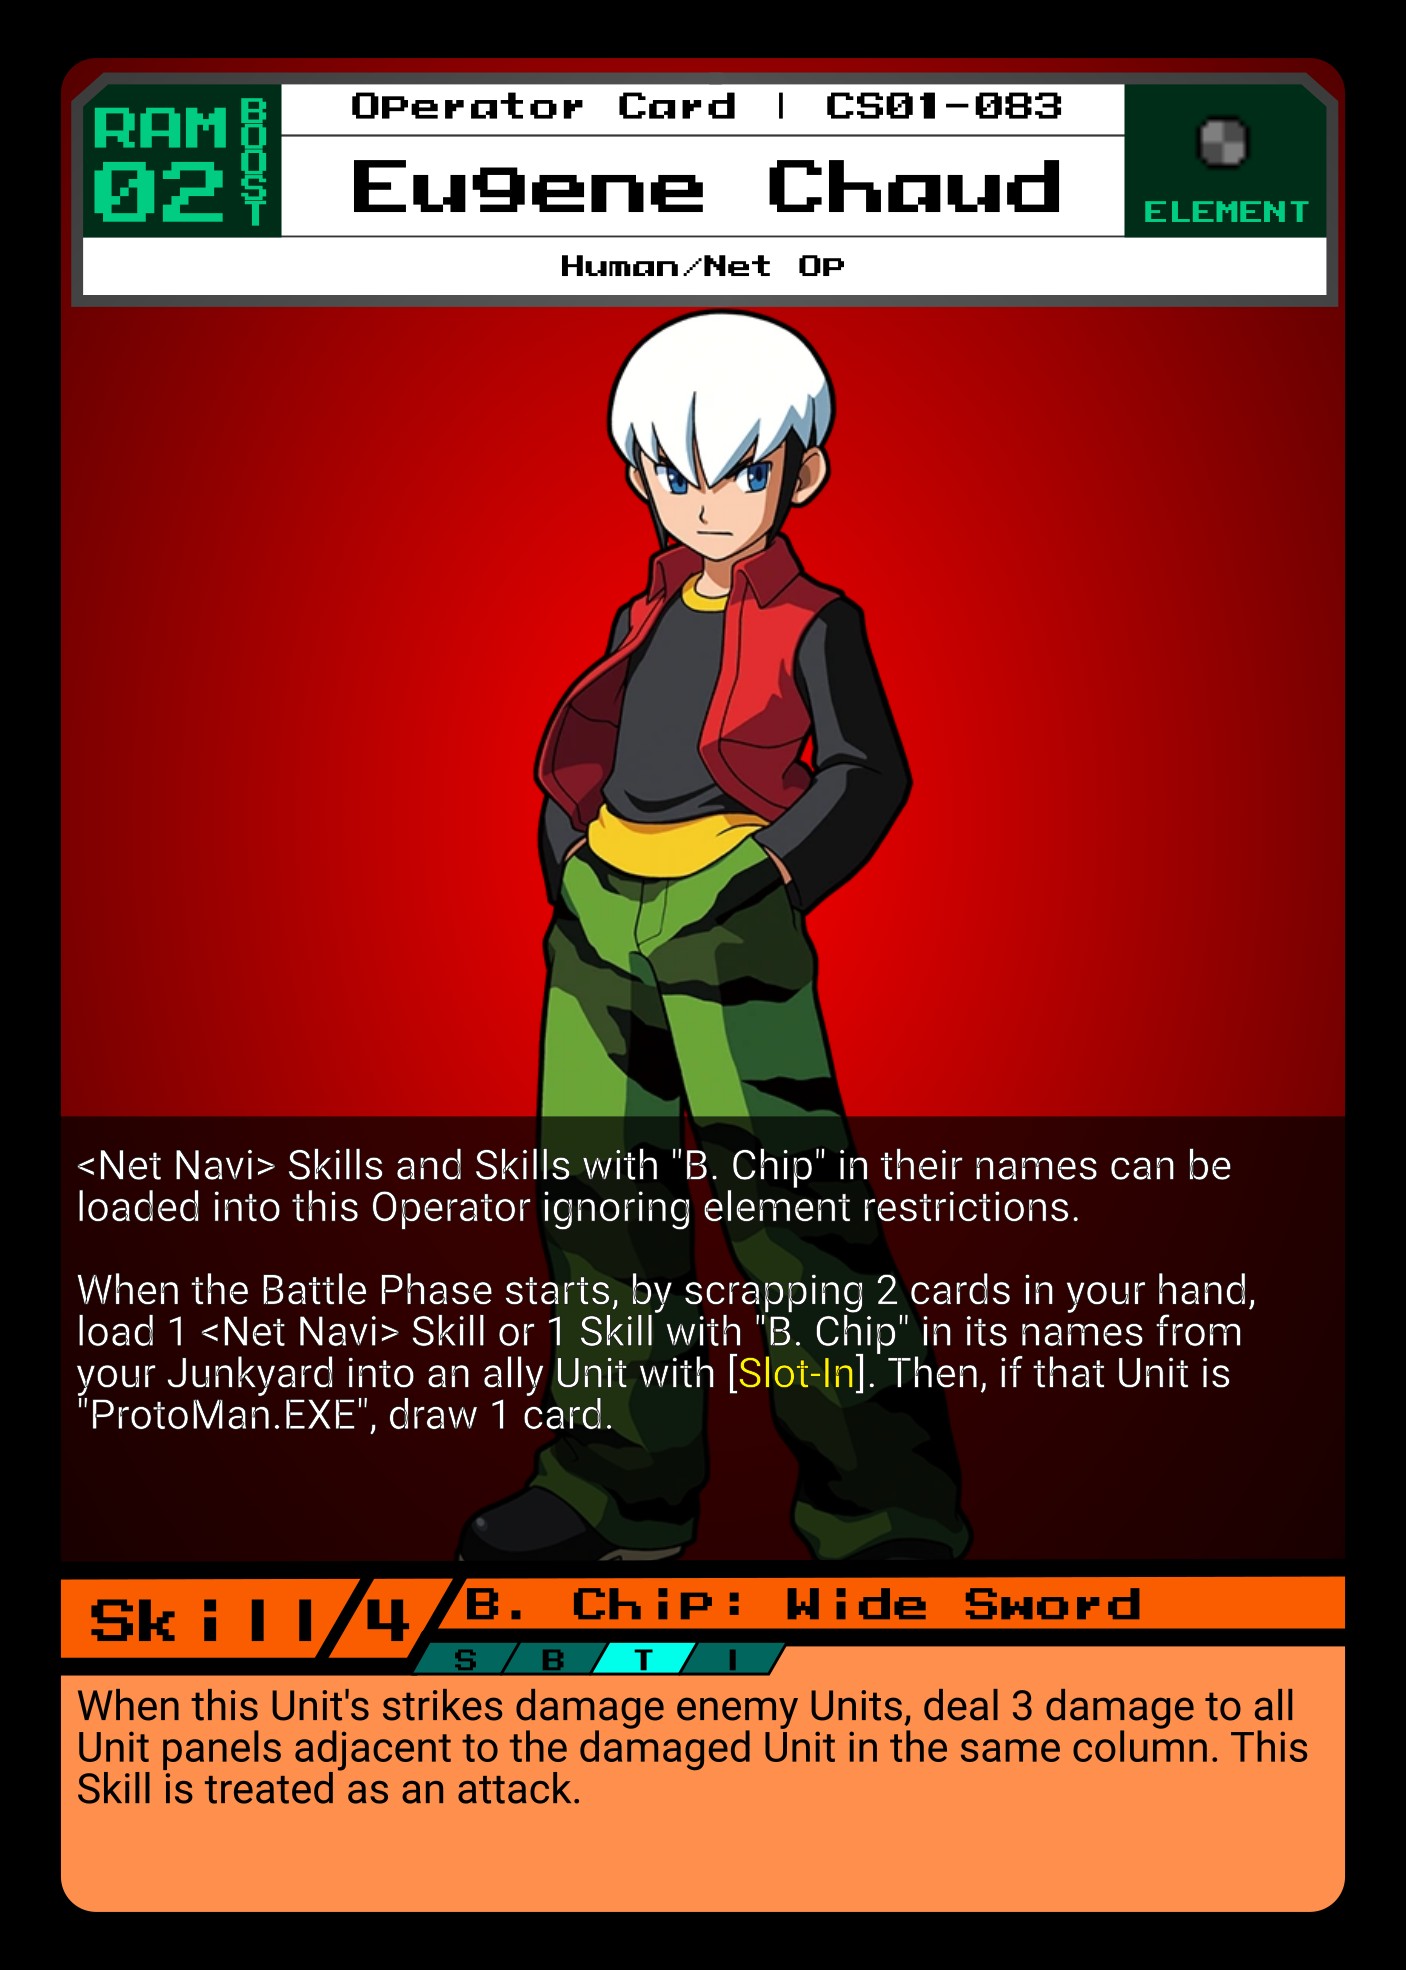 RAM
BOOST
02
Operator Card | CS01-083
Eugene Chaud
ELEMENT
Human/Net Op
<Net Navi> Skills and Skills with "B. Chip" in their names can be
loaded into this Operator ignoring element restrictions.
When the Battle Phase starts, by scrapping 2 cards in your hand,
load 1 <Net Navi> Skill or 1 Skill with "B. Chip" in its names from
your Junkyard into an ally Unit with [Slot-In]. Then, if that Unit is
"ProtoMan.EXE", draw 1 card.
Skill/4
B. Chip: Wide Sword
S B T I
When this Unit's strikes damage enemy Units, deal 3 damage to all
Unit panels adjacent to the damaged Unit in the same column. This
Skill is treated as an attack.